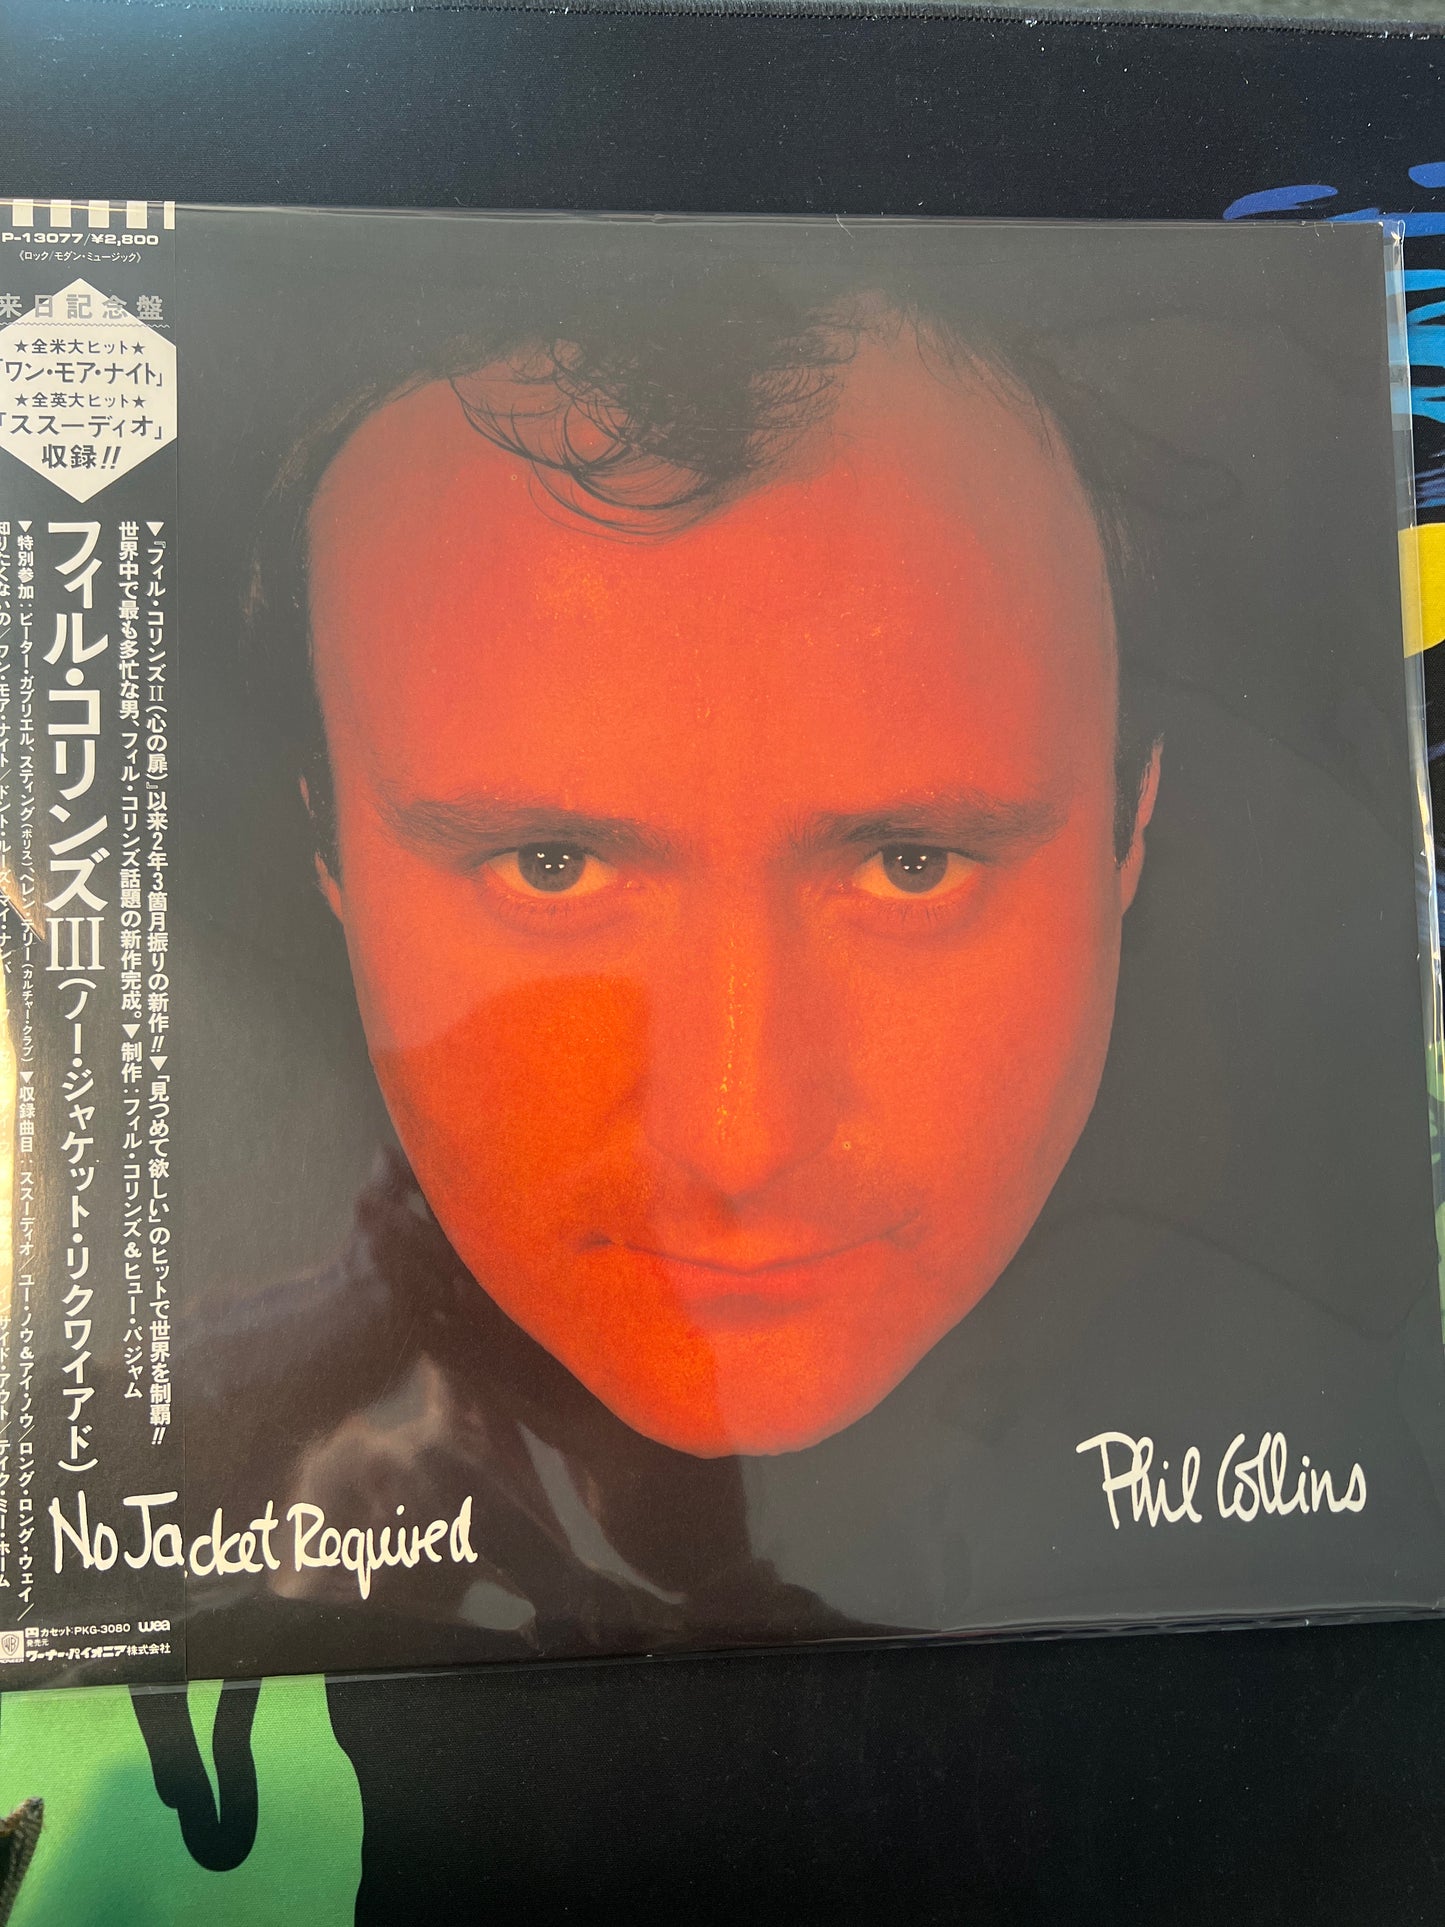 P-13077/¥2,800
《ロック/モダン・ミュージック》
来日記念盤
★全米大ヒット★
「ワン・モア・ナイト」
★全英大ヒット★
「ススーディオ」
収録!!
▼『フィル・コリンズII(心の扉)』以来2年3箇月振りの新作!!▼「見つめて欲しい」のヒットで世界を制覇!!
世界中で最も多忙な男、フィル・コリンズ話題の新作完成。▼制作:フィル・コリンズ&ヒュー・パジャム
フィル・コリンズIII(ノー・ジャケット・リクワイアド)
▼特別参加:ピーター・ガブリエル、スティング(ポリス)、ヘレン・テリー(カルチャー・クラブ)▼収録曲目:ススーディオ/ユー・ノウ&アイ・ノウ/ロング・ロング・ウェイ/
知りたくないの/ワン・モア・ナイト/ドント・ルーズ・マイ・ナンバー/サイド・アウト/テイク・ミー・ホーム
No Jacket Required
Phil Collins
カセット:PKG-3080 wea
発売元
ワーナー・パイオニア株式会社